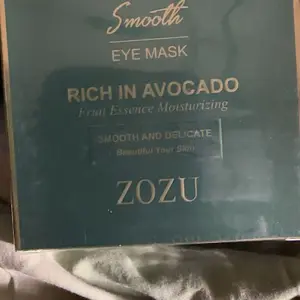 Smooth
EYE MASK
RICH IN AVOCADO
Fruit Essence Moisturizing
SMOOTH AND DELICATE
Beautiful Your Skin
ZOZU